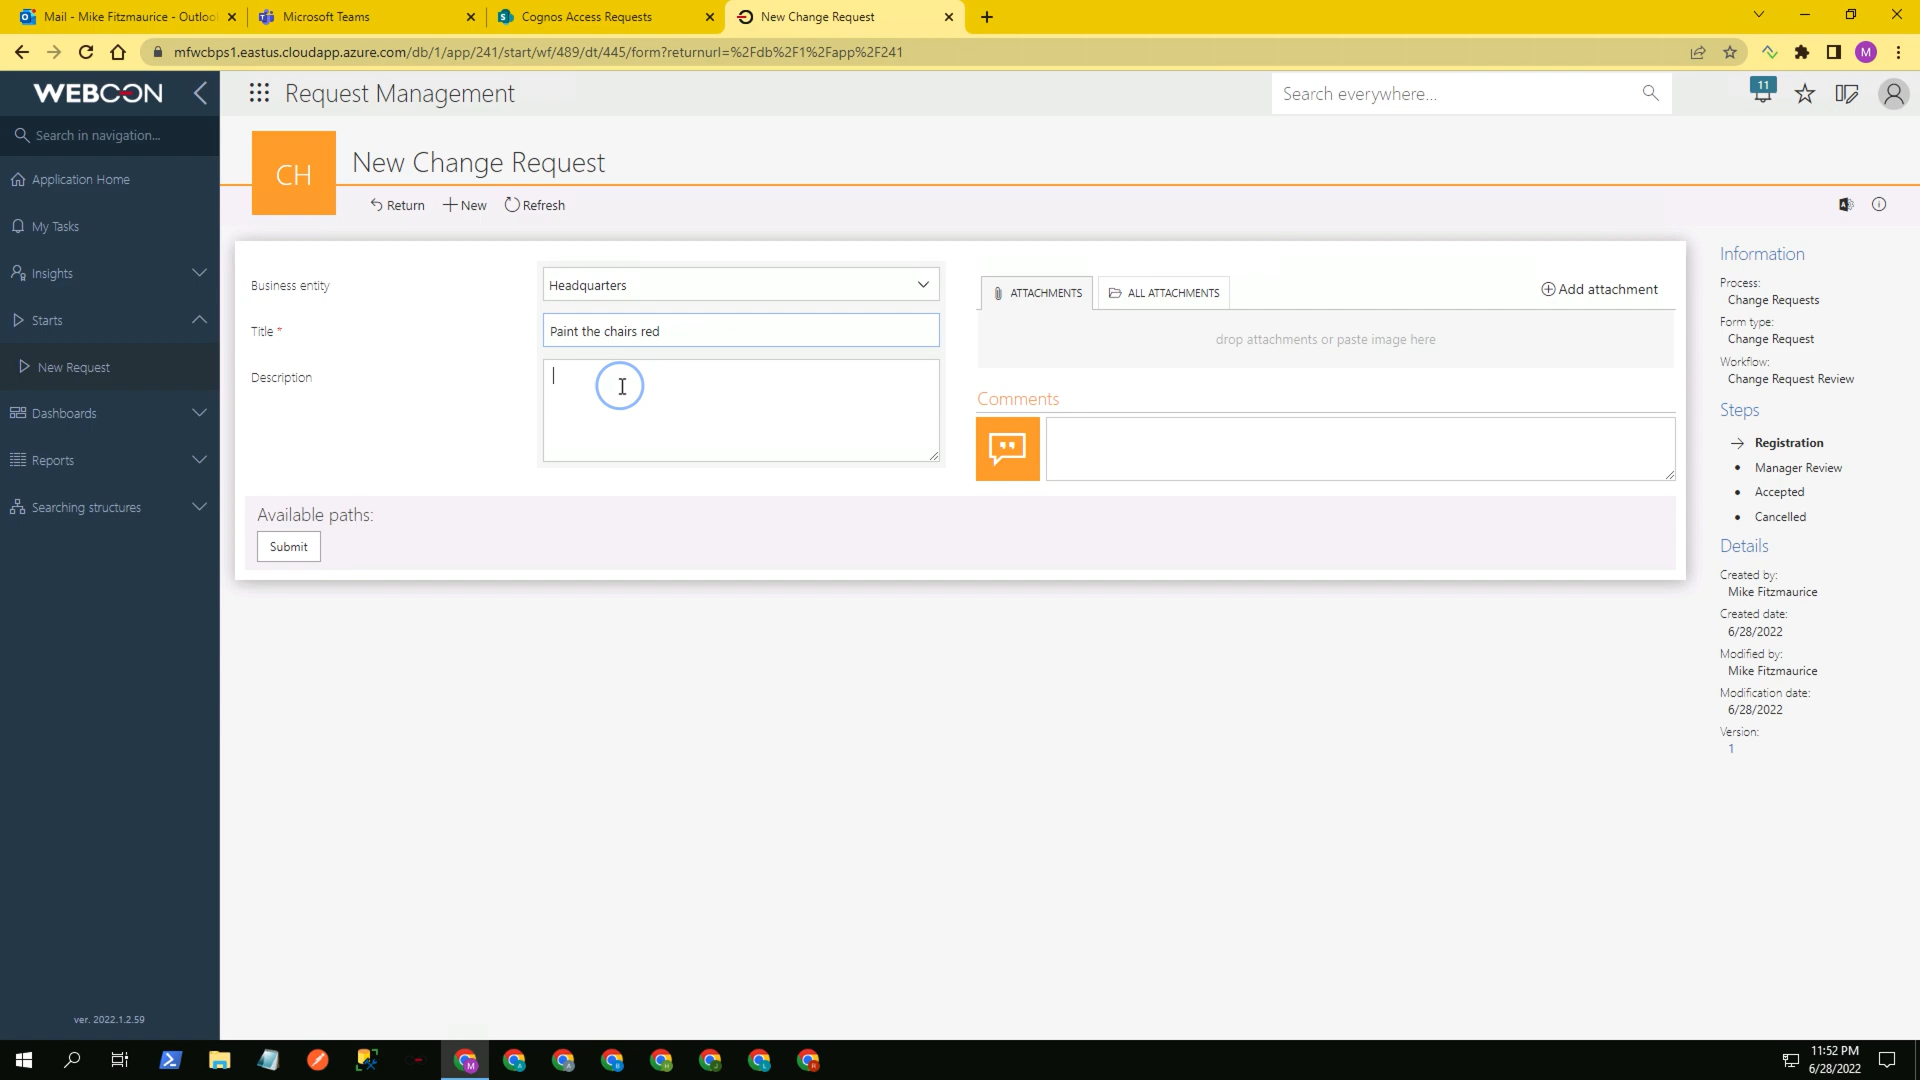 Mail - Mike Fitzmaurice - Outloo
Microsoft Teams
Cognos Access Requests
New Change Request
mfwcbps1.eastus.cloudapp.azure.com/db/1/app/241/start/wf/489/dt/445/form?returnurl=%2Fdb%2F1%2Fapp%2F241
M
WEBCON
Request Management
Search everywhere...
11
Search in navigation...
Application Home
My Tasks
Insights
Starts
New Request
Dashboards
Reports
Searching structures
ver. 2022.1.2.59
CH
New Change Request
Return
New
Refresh
Business entity
Headquarters
Title *
Paint the chairs red
Description
ATTACHMENTS
ALL ATTACHMENTS
Add attachment
drop attachments or paste image here
Comments
Available paths:
Submit
Information
Process:
Change Requests
Form type:
Change Request
Workflow:
Change Request Review
Steps
Registration
Manager Review
Accepted
Cancelled
Details
Created by:
Mike Fitzmaurice
Created date:
6/28/2022
Modified by:
Mike Fitzmaurice
Modification date:
6/28/2022
Version:
1
11:52 PM
6/28/2022